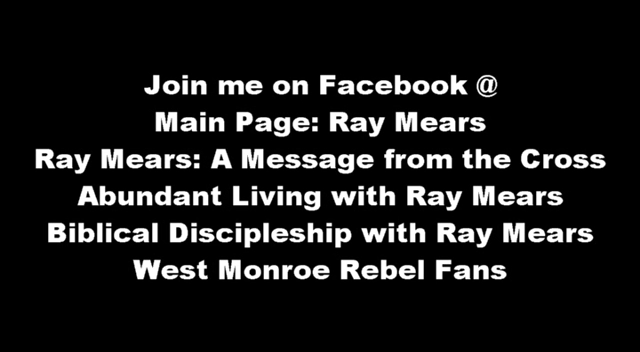 Join me on Facebook @
Main Page: Ray Mears
Ray Mears: A Message from the Cross
Abundant Living with Ray Mears
Biblical Discipleship with Ray Mears
West Monroe Rebel Fans